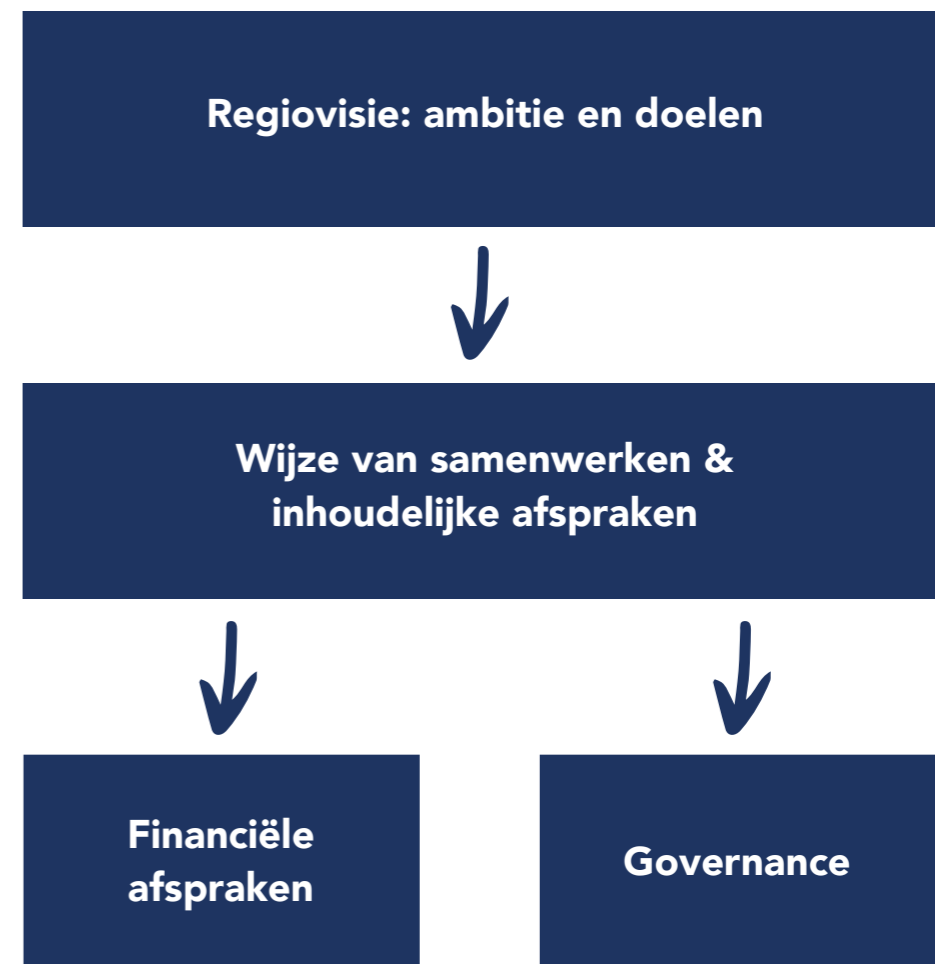 Regiovisie: ambitie en doelen
Wijze van samenwerken &
inhoudelijke afspraken
Financiële
afspraken
Governance